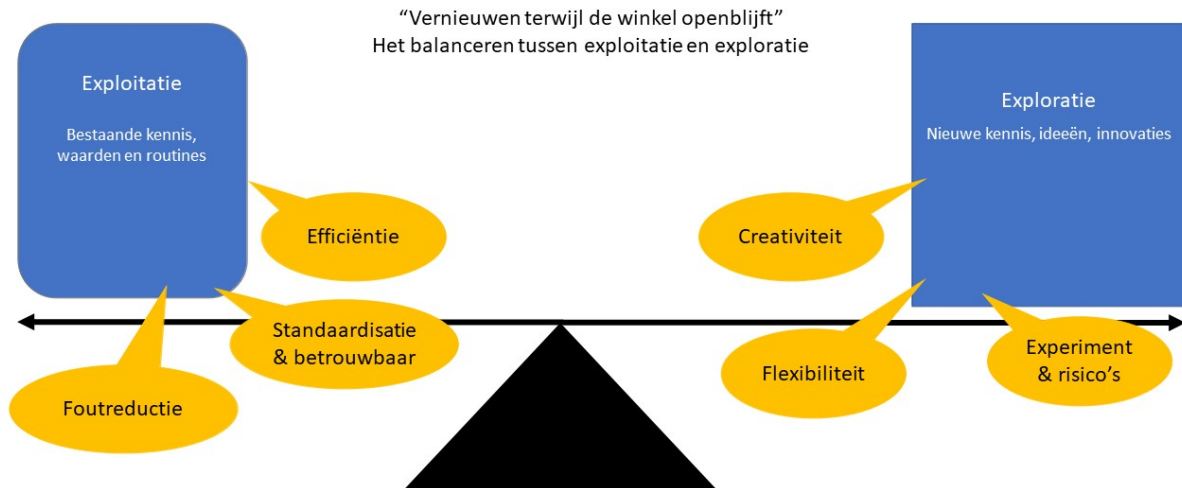 “Vernieuwen terwijl de winkel openblijft”
Het balanceren tussen exploitatie en exploratie
Exploitatie
Bestaande kennis,
waarden en routines
Exploratie
Nieuwe kennis, ideeën, innovaties
Efficiëntie
Creativiteit
Standaardisatie
& betrouwbaar
Foutreductie
Flexibiliteit
Experiment
& risico’s